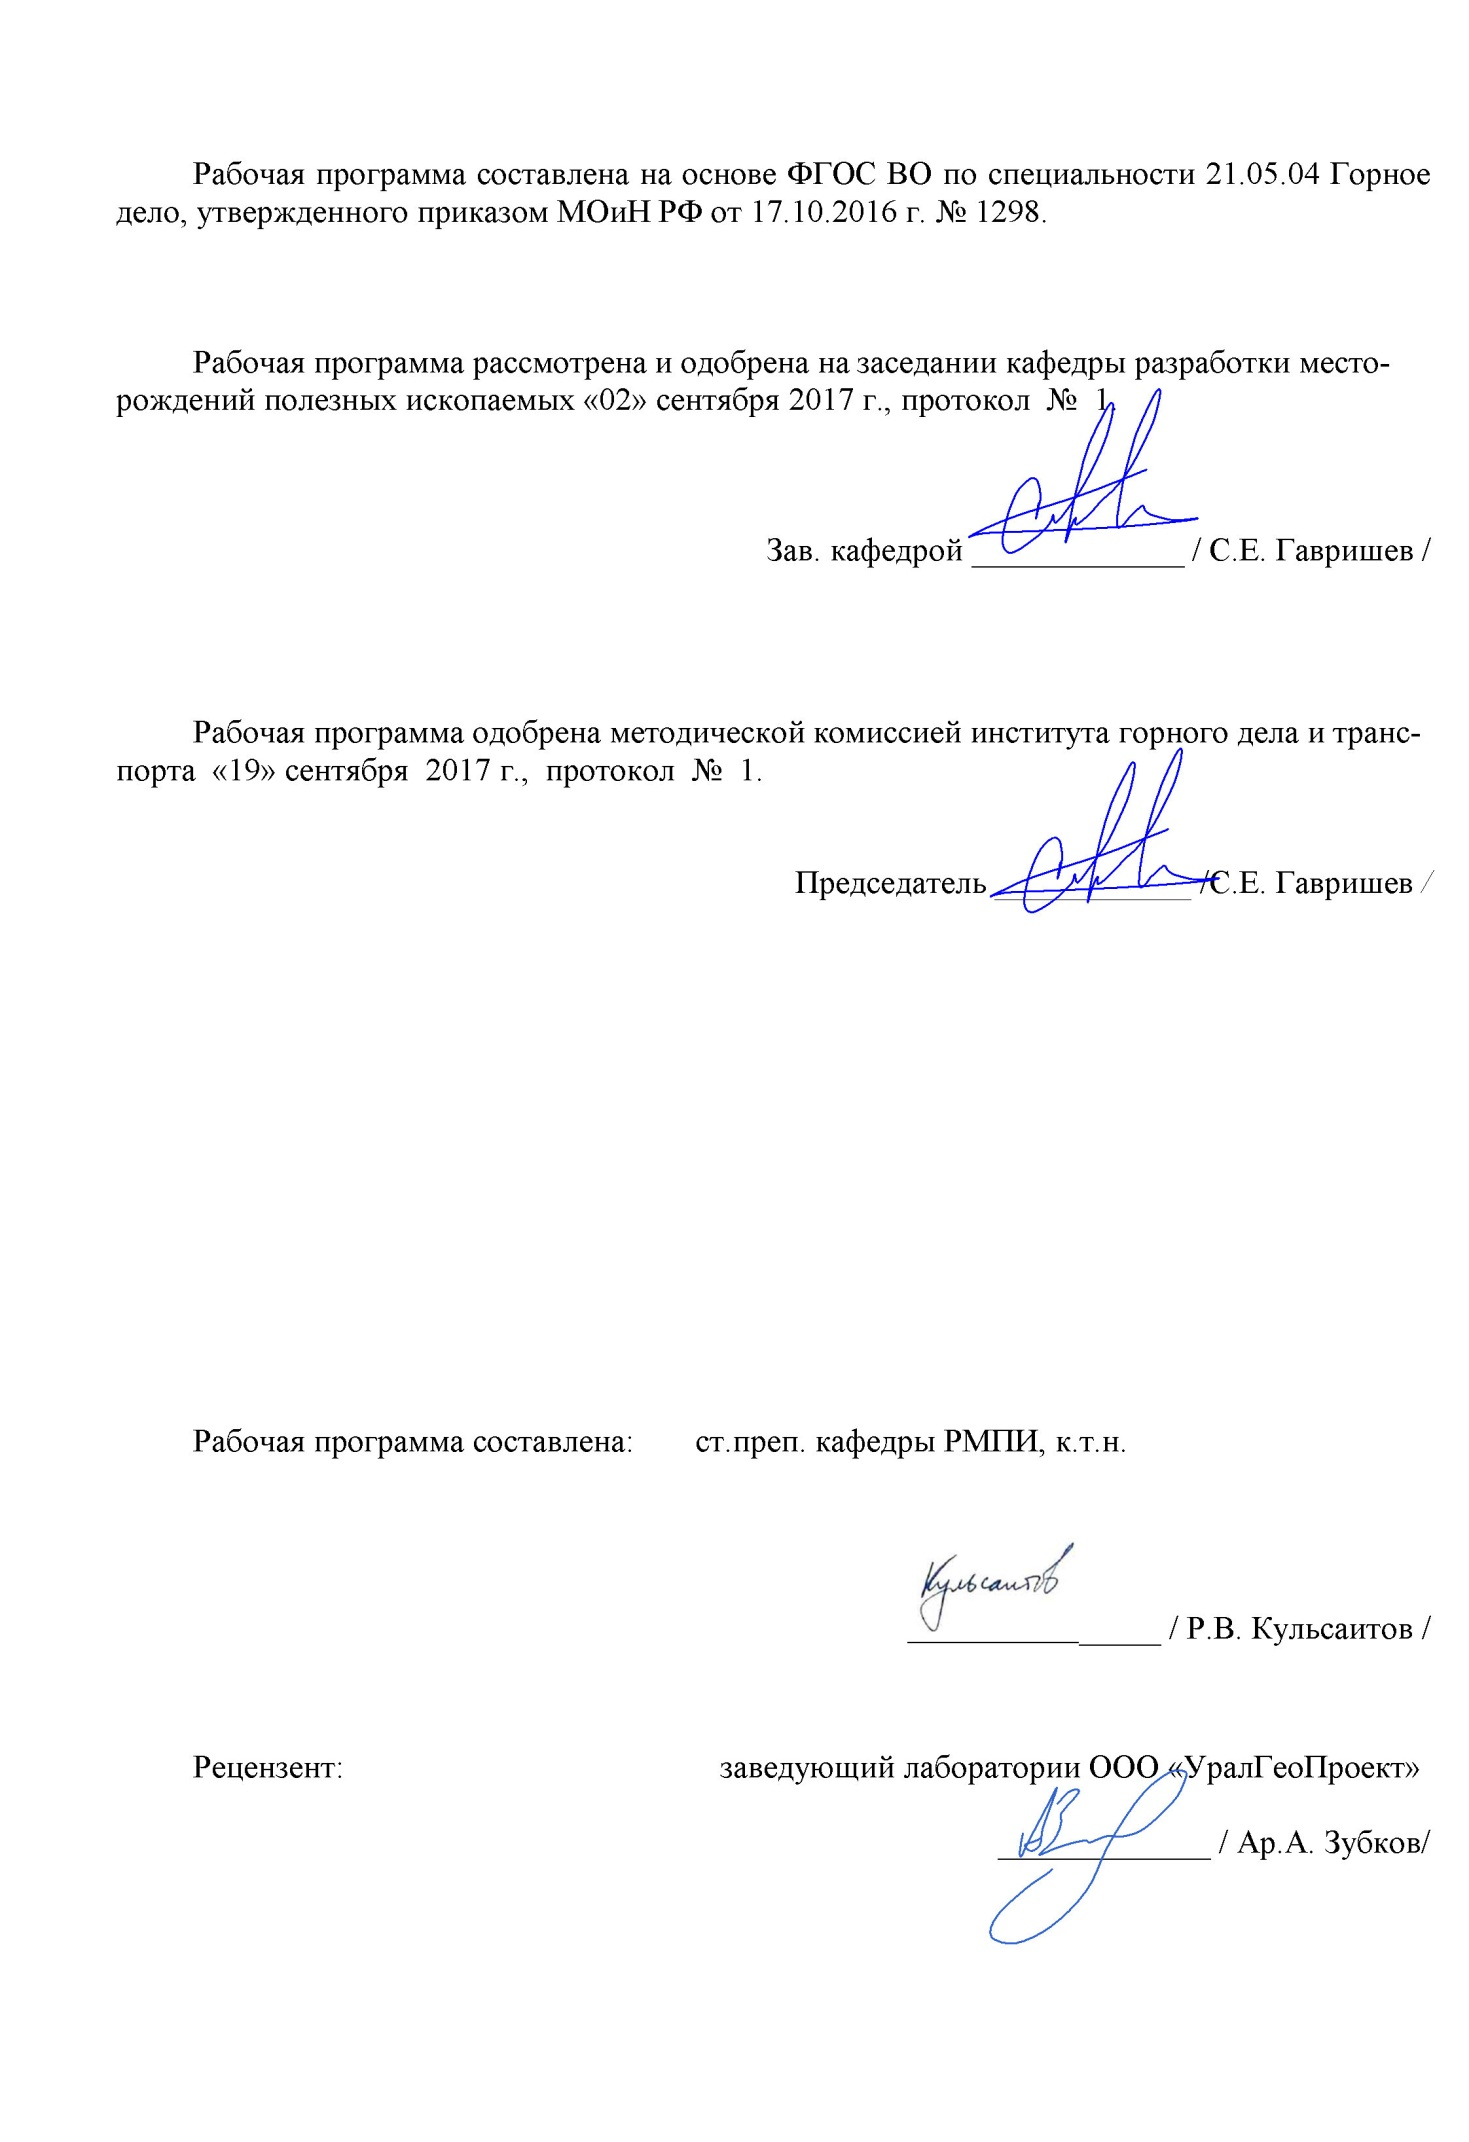 Рабочая программа составлена на основе ФГОС ВО по специальности 21.05.04 Горное
дело, утвержденного приказом МОиН РФ от 17.10.2016 г. № 1298.
Рабочая программа рассмотрена и одобрена на заседании кафедры разработки место-
рождений полезных ископаемых «02» сентября 2017 г., протокол № 1.
Зав. кафедрой _____________ / С.Е. Гавришев /
Рабочая программа одобрена методической комиссией института горного дела и транс-
порта «19» сентября 2017 г., протокол № 1.
Председатель ____________ /С.Е. Гавришев /
Рабочая программа составлена: ст.преп. кафедры РМПИ, к.т.н.
Кульсаитов
_______________ / Р.В. Кульсаитов /
Рецензент: заведующий лаборатории ООО «УралГеоПроект»
_____________ / Ар.А. Зубков/